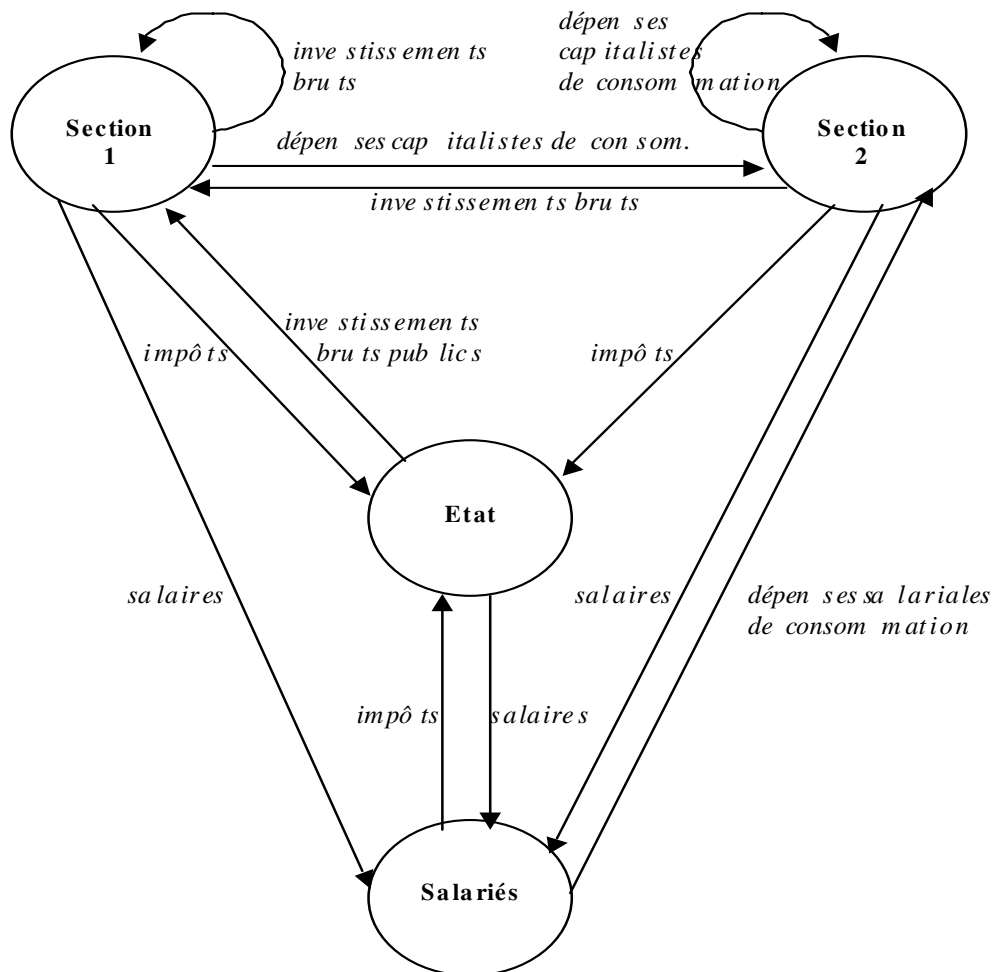 investissements
bruts
dépenses
capitalistes
de consommation
Section
1
Section
2
dépenses capitalistes de consom.
investissements bruts
impôts
investissements
bruts publics
impôts
Etat
salaires
salaires
dépenses salariales
de consommation
impôts
salaires
Salariés